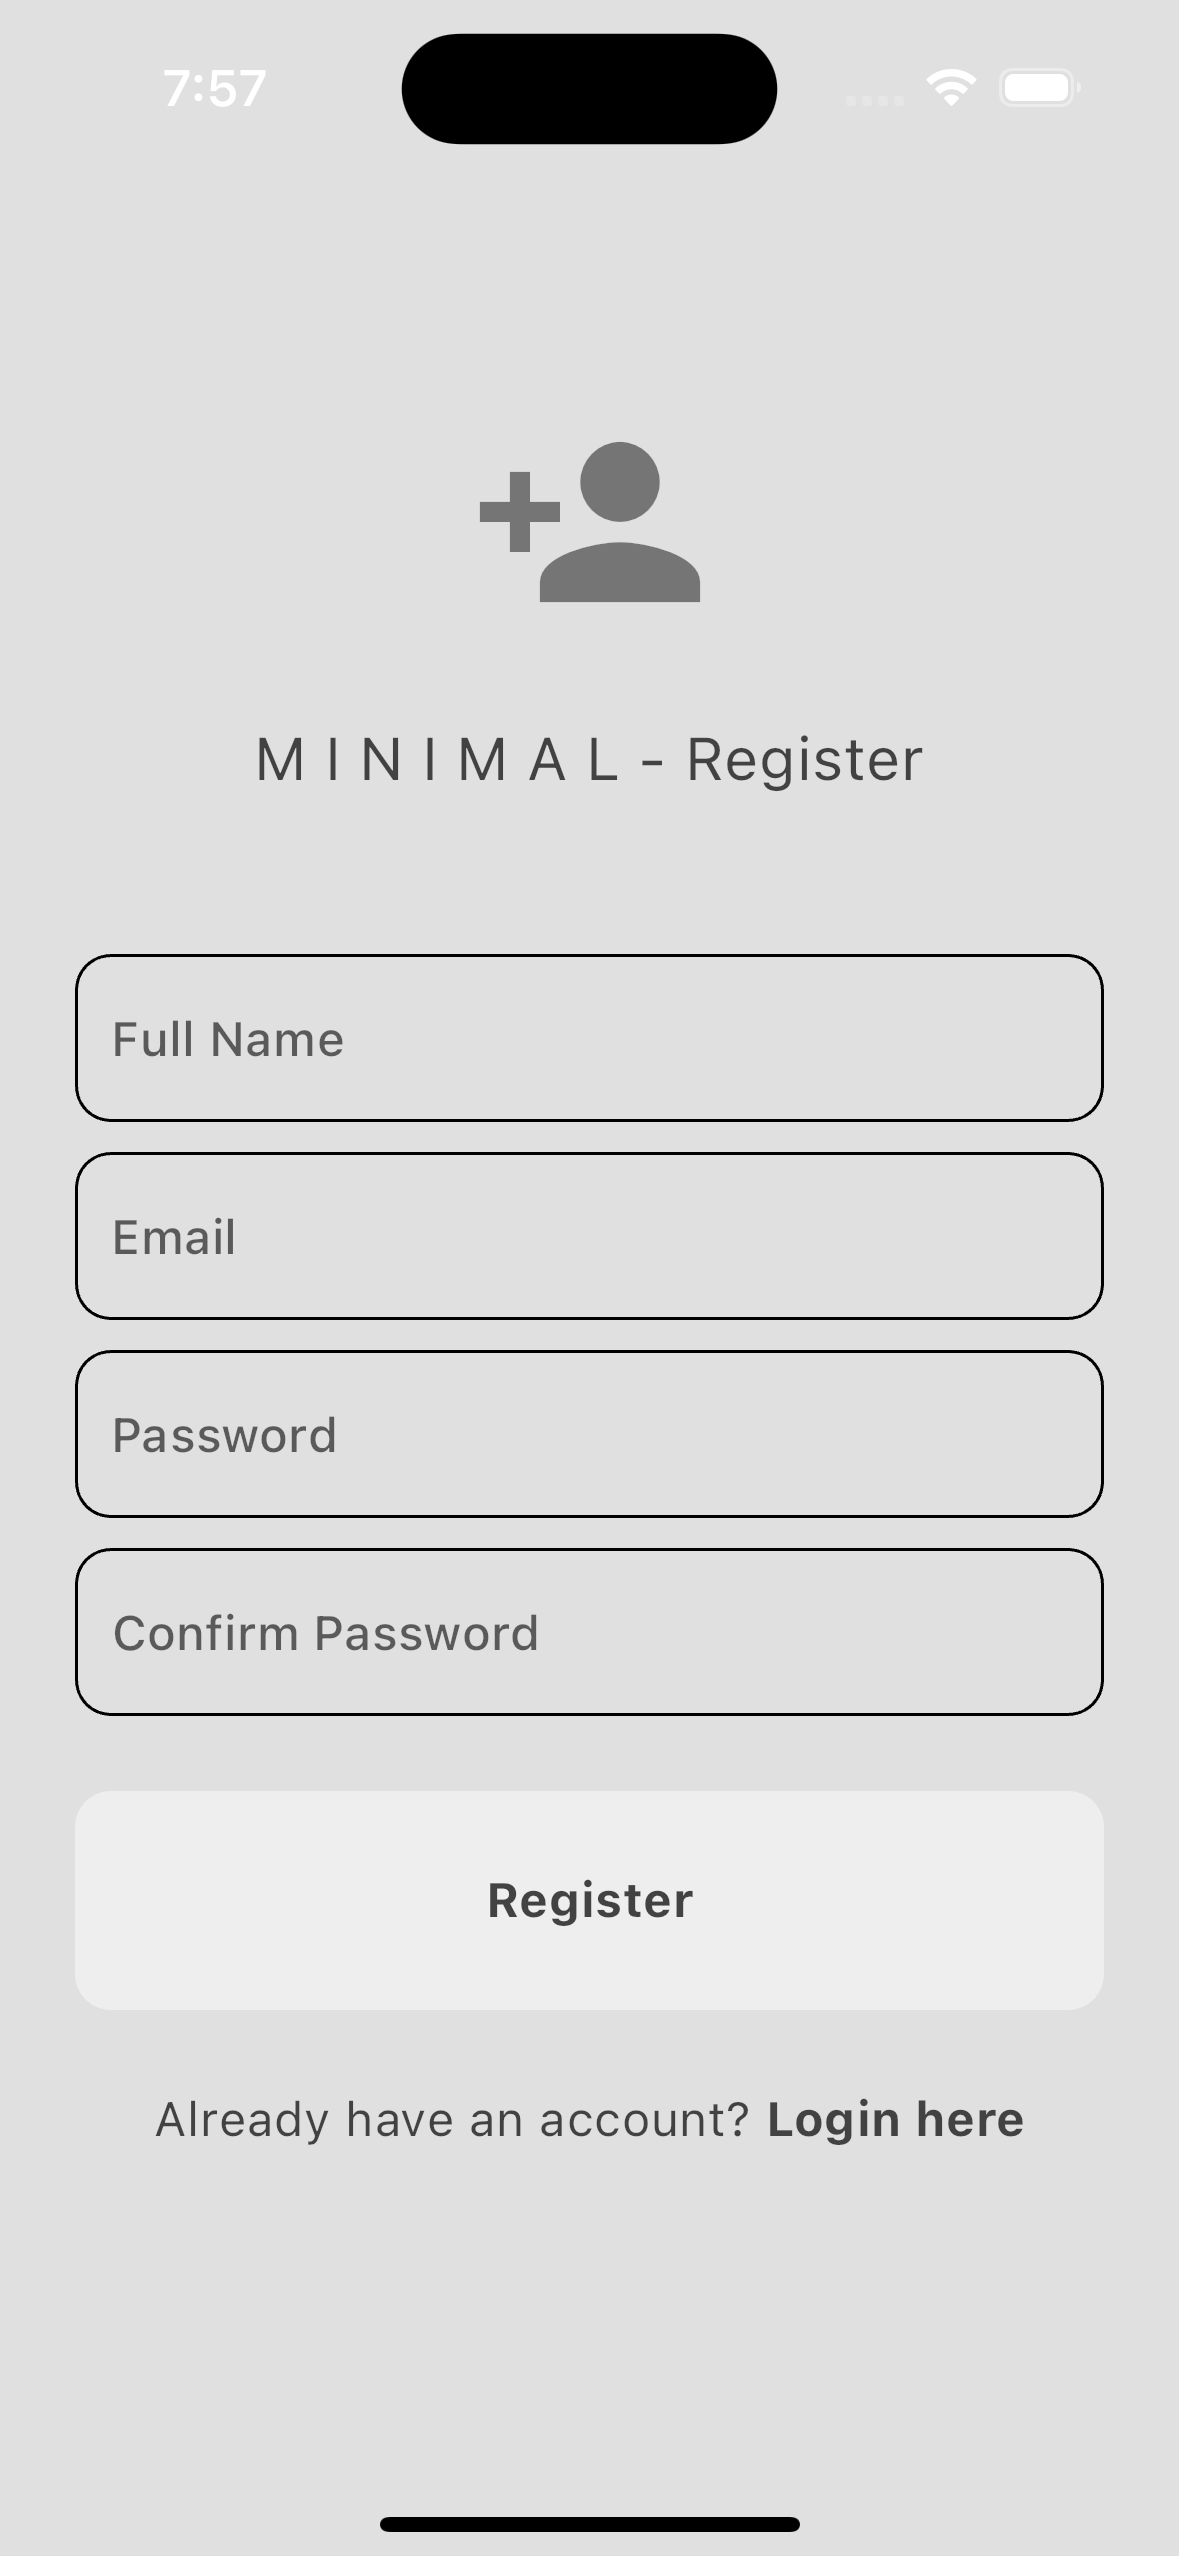 7:57
M I N I M A L - Register
Full Name
Email
Password
Confirm Password
Register
Already have an account? Login here